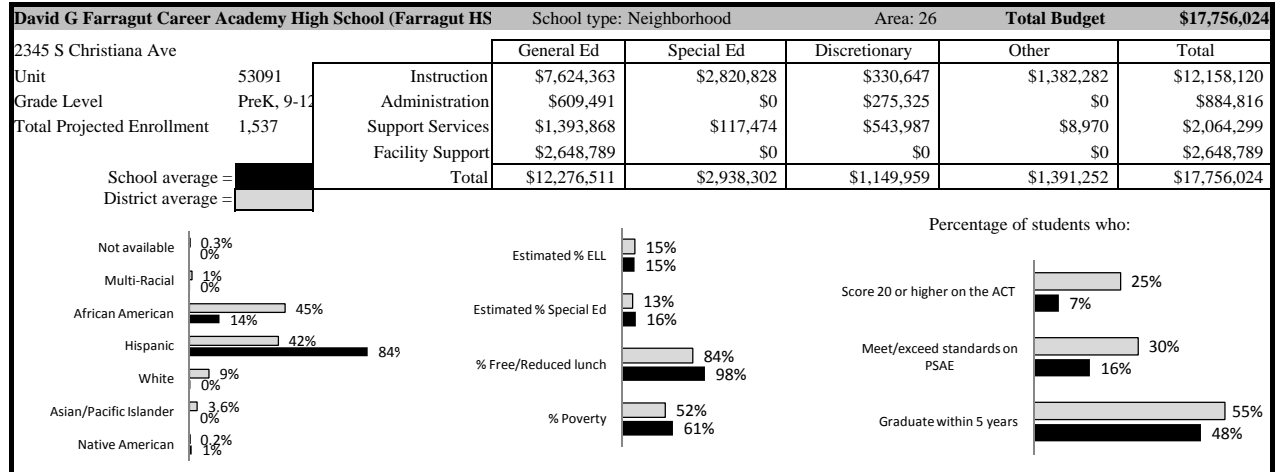 David G Farragut Career Academy High School (Farragut HS School type: Neighborhood Area: 26 Total Budget $17,756,024
2345 S Christiana Ave General Ed Special Ed Discretionary Other Total
Unit 53091 Instruction $7,624,363 $2,820,828 $330,647 $1,382,282 $12,158,120
Grade Level PreK, 9-12 Administration $609,491 $0 $275,325 $0 $884,816
Total Projected Enrollment 1,537 Support Services $1,393,868 $117,474 $543,987 $8,970 $2,064,299
Facility Support $2,648,789 $0 $0 $0 $2,648,789
School average = Total $12,276,511 $2,938,302 $1,149,959 $1,391,252 $17,756,024
District average =
Not available 0.3%
0%
Multi-Racial 1%
0%
African American 45%
14%
Hispanic 42%
84%
White 9%
0%
Asian/Pacific Islander 3.6%
0%
Native American 0.2%
1%
Estimated % ELL 15%
15%
Estimated % Special Ed 13%
16%
% Free/Reduced lunch 84%
98%
% Poverty 52%
61%
Percentage of students who:
Score 20 or higher on the ACT 25%
7%
Meet/exceed standards on
PSAE 30%
16%
Graduate within 5 years 55%
48%